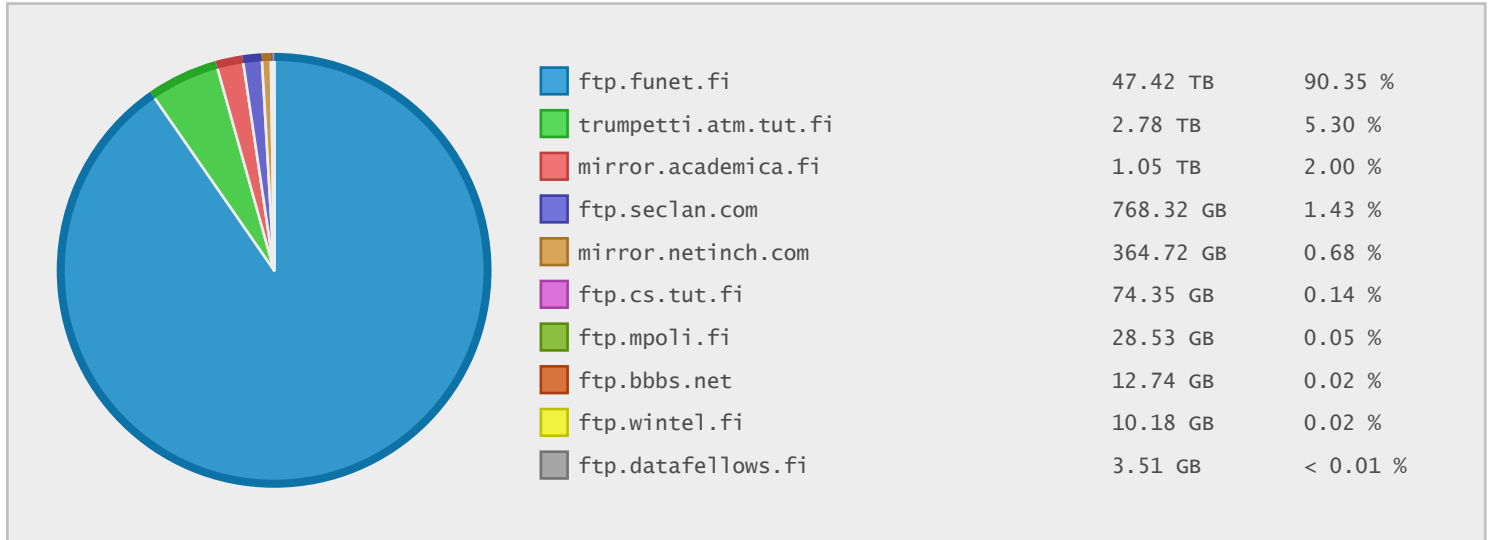 ftp.funet.fi 47.42 TB 90.35 %
trumpetti.atm.tut.fi 2.78 TB 5.30 %
mirror.academica.fi 1.05 TB 2.00 %
ftp.seclan.com 768.32 GB 1.43 %
mirror.netinch.com 364.72 GB 0.68 %
ftp.cs.tut.fi 74.35 GB 0.14 %
ftp.mpoli.fi 28.53 GB 0.05 %
ftp.bbbs.net 12.74 GB 0.02 %
ftp.wintel.fi 10.18 GB 0.02 %
ftp.datafellows.fi 3.51 GB < 0.01 %